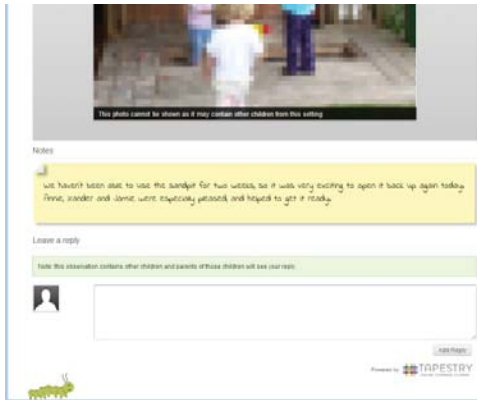 This photo cannot be shown as it may contain other children from this setting
Notes
We haven't been able to use the sandpit for two weeks, so it was very exciting to open it back up again today.
Annie, Xander and Jamie were especially pleased, and helped to get it ready.
Leave a reply
Note: this observation contains other children and parents of those children will see your reply.
Add Reply
Powered by TAPESTRY